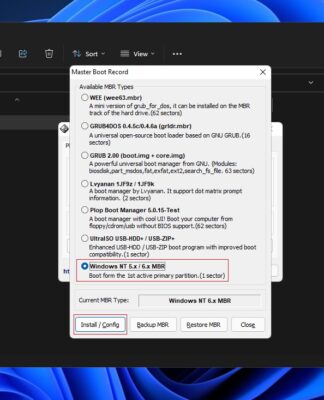 Sort
View
Master Boot Record
Available MBR Types
WEE (wee63.mbr)
A mini version of grub_for_dos, it can be installed on the MBR
track of the hard drive.(62 sectors)
GRUB4DOS 0.4.5c/0.4.6a (grldr.mbr)
A universal open-source boot loader based on GNU GRUB.(16
sectors)
GRUB 2.00 (boot.img + core.img)
A powerful universal boot manager from GNU. (Modules:
biosdisk,part_msdos,fat,exfat,ext2,search_fs_file. 63 sectors)
Lvyanan 1JF9z / 1JF9k
A boot manager by Lvyanan. It support dot matrix prompt
information. (2 sectors)
Plop Boot Manager 5.0.15-Test
A boot manager with cool UI! Boot your computer from
floppy/cdrom/usb without BIOS support.(62 sectors)
UltraISO USB-HDD+ / USB-ZIP+
Enhanced USB-HDD / USB-ZIP boot program with improved boot
compatibility.(1 sector)
Windows NT 5.x / 6.x MBR
Boot form the 1st active primary partition.(1 sector)
Current MBR Type:
Windows NT 6.x MBR
Install / Config
Backup MBR
Restore MBR
Close